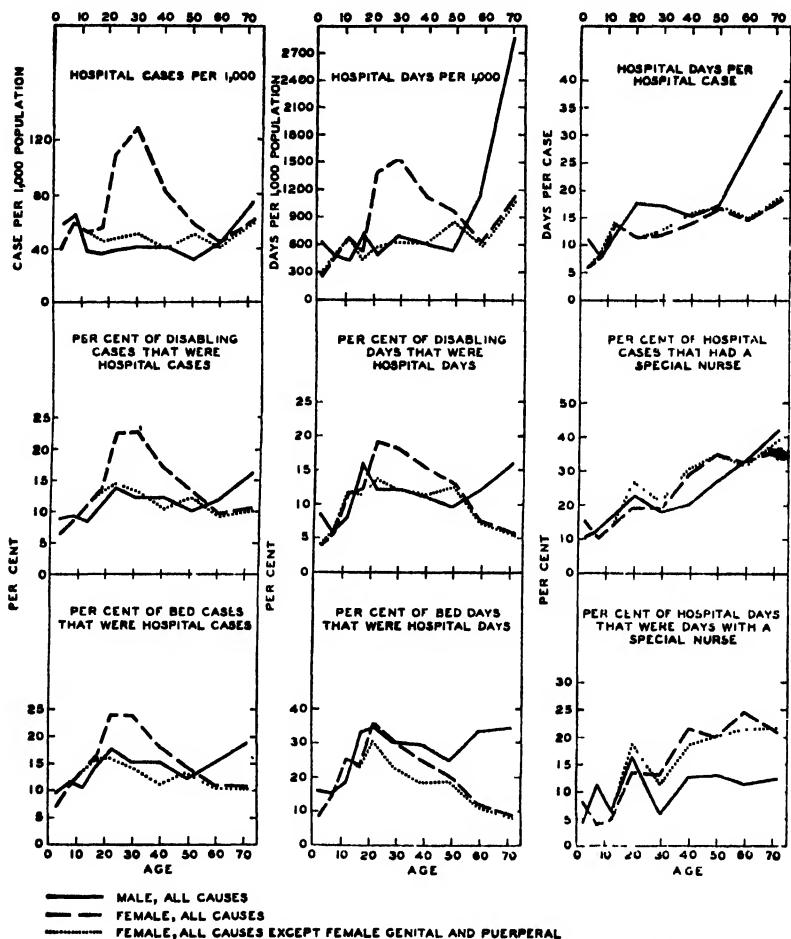 0 10 20 30 40 50 60 70
0 10 20 30 40 50 60 70
0 10 20 30 40 50 60 70
HOSPITAL CASES PER 1,000
CASE PER 1,000 POPULATION
120
80
40
0
HOSPITAL DAYS PER 1,000
DAYS PER 1,000 POPULATION
2700
2400
2100
1800
1500
1200
900
600
300
0
HOSPITAL DAYS PER
HOSPITAL CASE
DAYS PER CASE
40
35
30
25
20
15
10
5
0
PER CENT OF DISABLING
CASES THAT WERE
HOSPITAL CASES
25
20
15
10
5
0
PER CENT OF DISABLING
DAYS THAT WERE
HOSPITAL DAYS
25
20
15
10
5
0
PER CENT OF HOSPITAL
CASES THAT HAD A
SPECIAL NURSE
50
40
30
20
10
0
PER CENT
PER CENT
PER CENT
PER CENT OF BED CASES
THAT WERE HOSPITAL CASES
25
20
15
10
5
0
PER CENT OF BED DAYS
THAT WERE HOSPITAL DAYS
40
30
20
10
0
PER CENT OF HOSPITAL DAYS
THAT WERE DAYS WITH A
SPECIAL NURSE
30
25
20
15
10
5
0
0 10 20 30 40 50 60 70
AGE
0 10 20 30 40 50 60 70
AGE
0 10 20 30 40 50 60 70
AGE
MALE, ALL CAUSES
FEMALE, ALL CAUSES
FEMALE, ALL CAUSES EXCEPT FEMALE GENITAL AND PUERPERAL